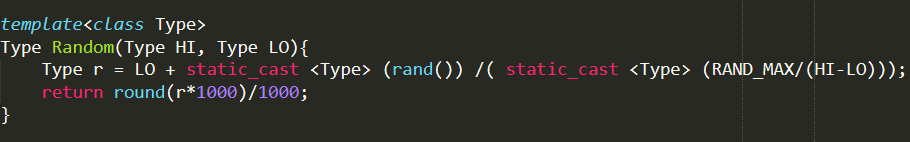 template<class Type>
Type Random(Type HI, Type LO){
    Type r = LO + static_cast <Type> (rand()) /( static_cast <Type> (RAND_MAX/(HI-LO)));
    return round(r*1000)/1000;
}